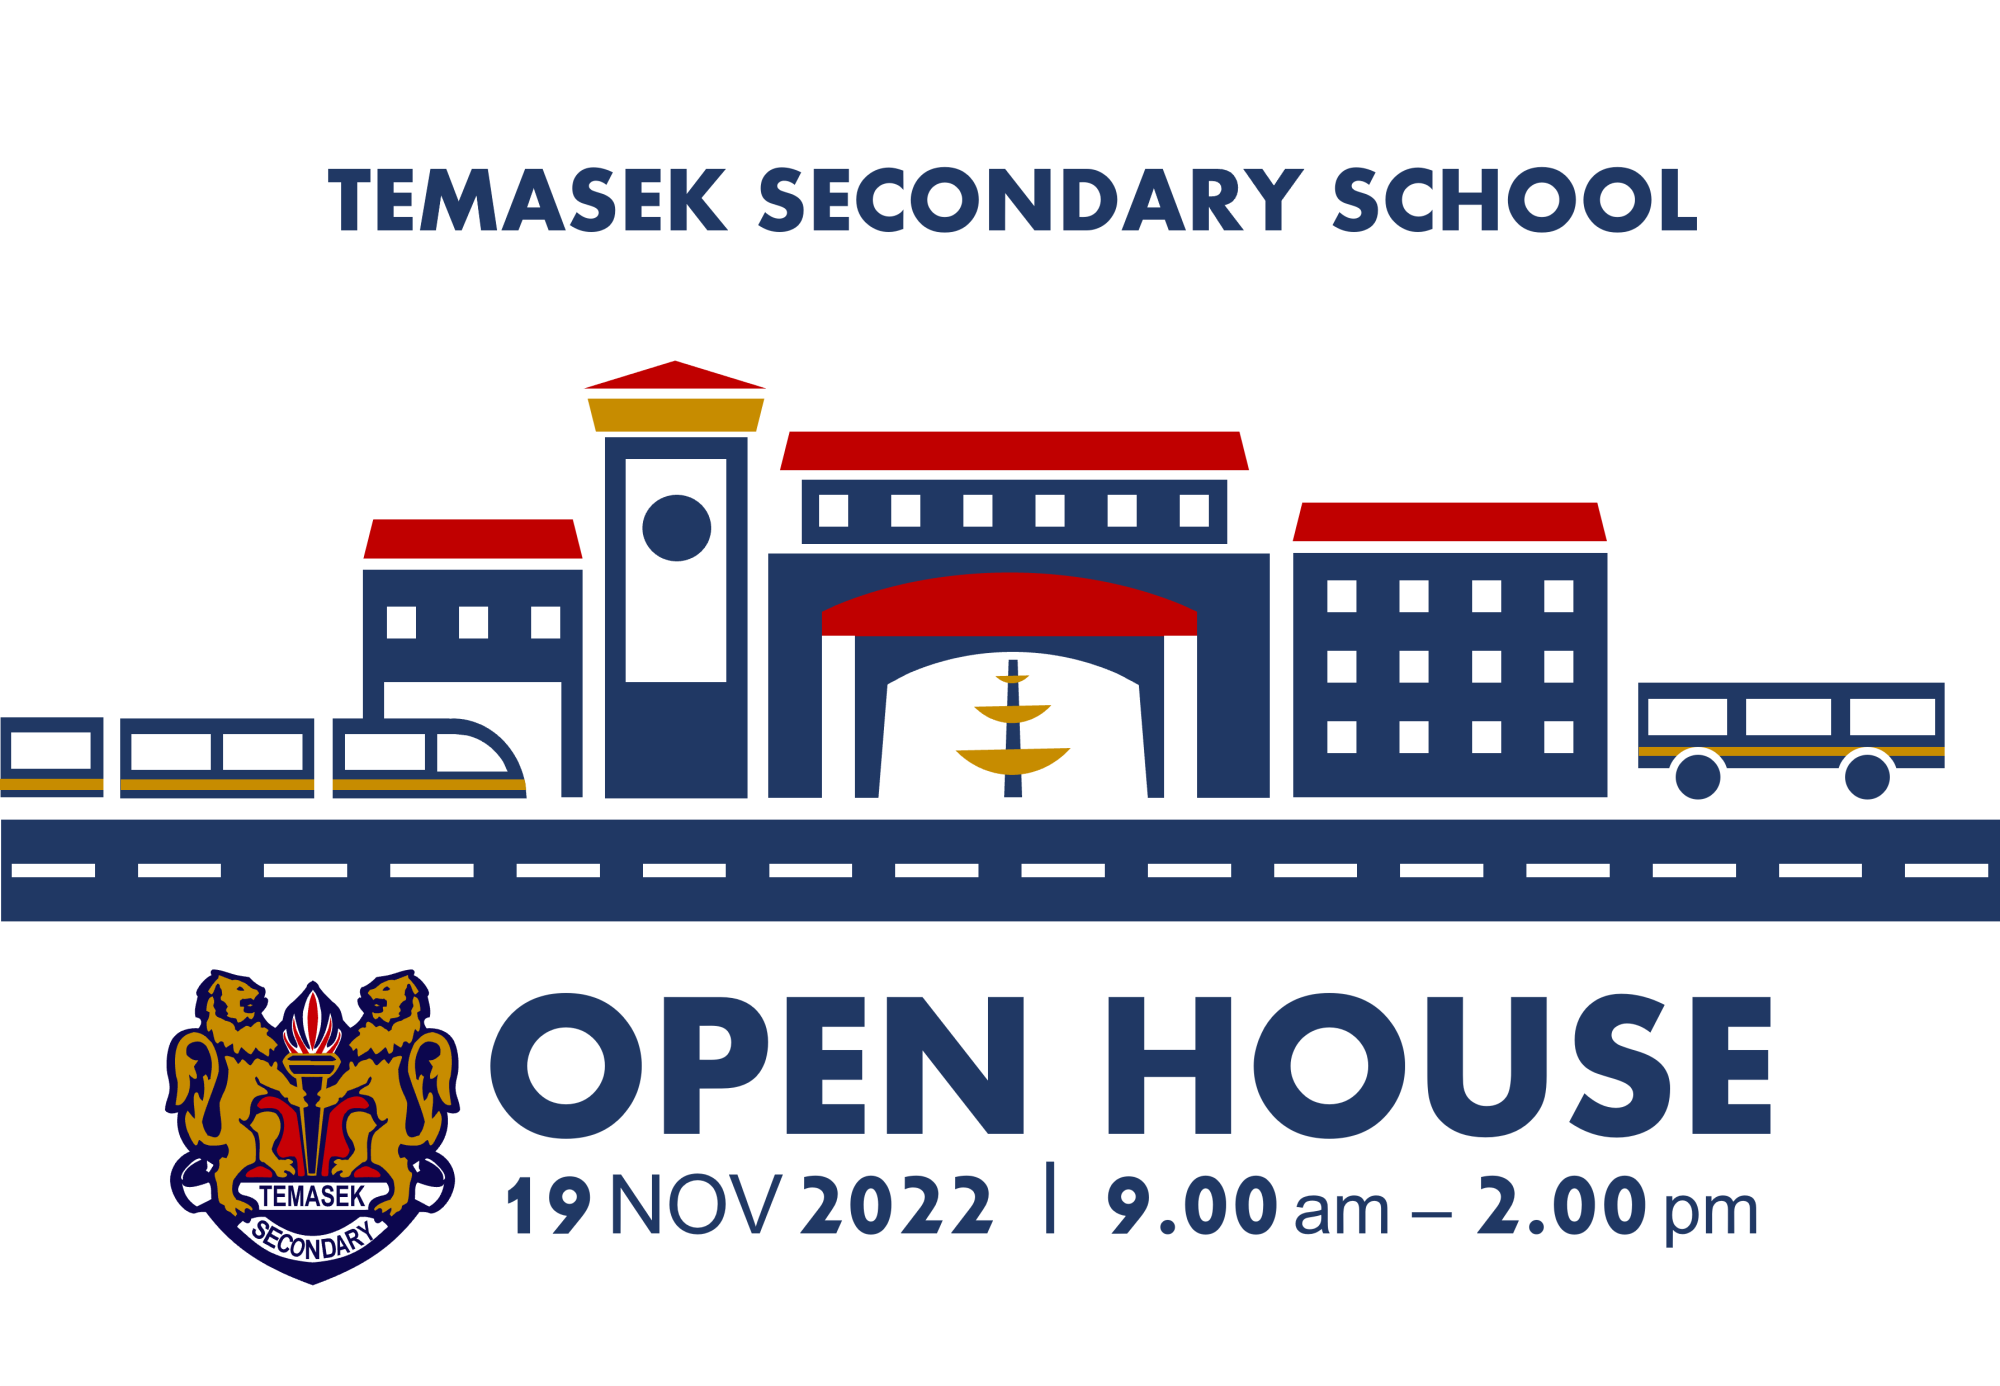 TEMASEK SECONDARY SCHOOL
OPEN HOUSE
19 NOV 2022 | 9.00 am – 2.00 pm
TEMASEK
SECONDARY